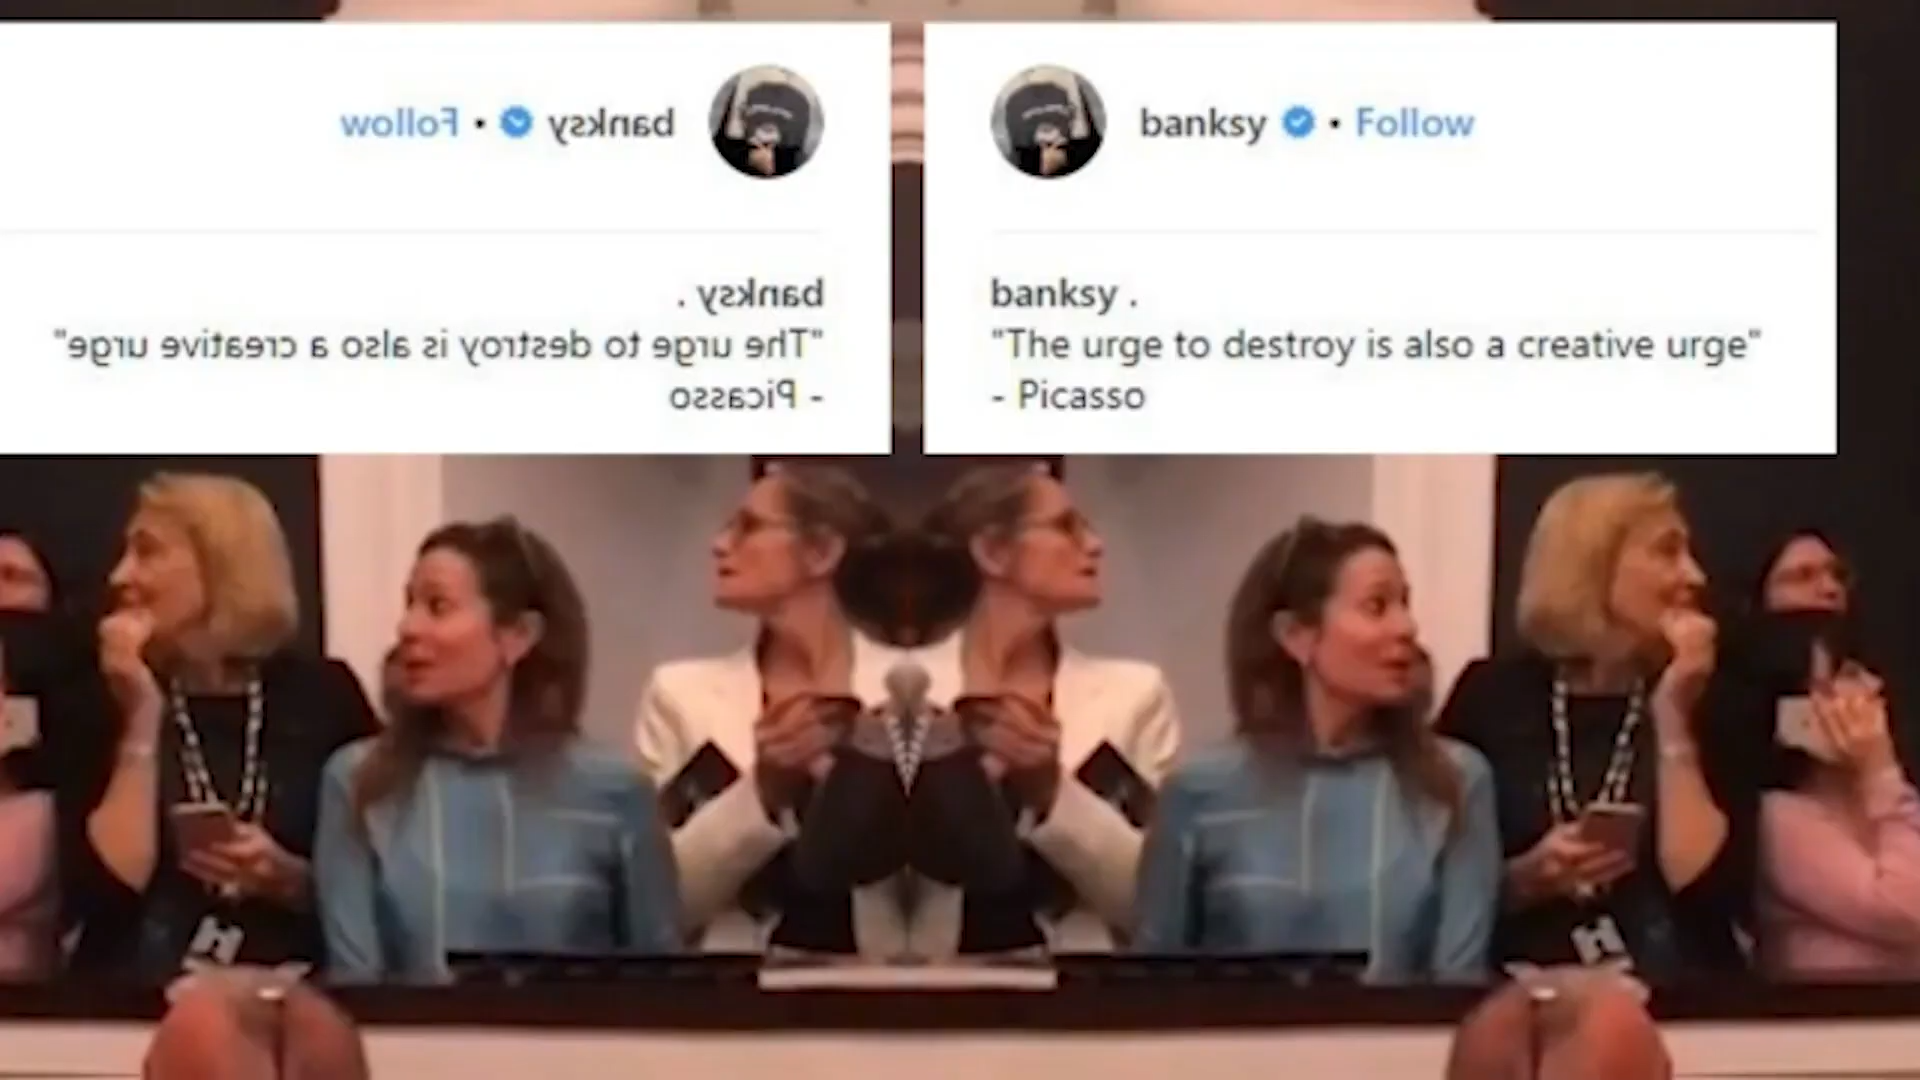 banksy • Follow
banksy .
"The urge to destroy is also a creative urge"
- Picasso
banksy • Follow
banksy .
"The urge to destroy is also a creative urge"
- Picasso